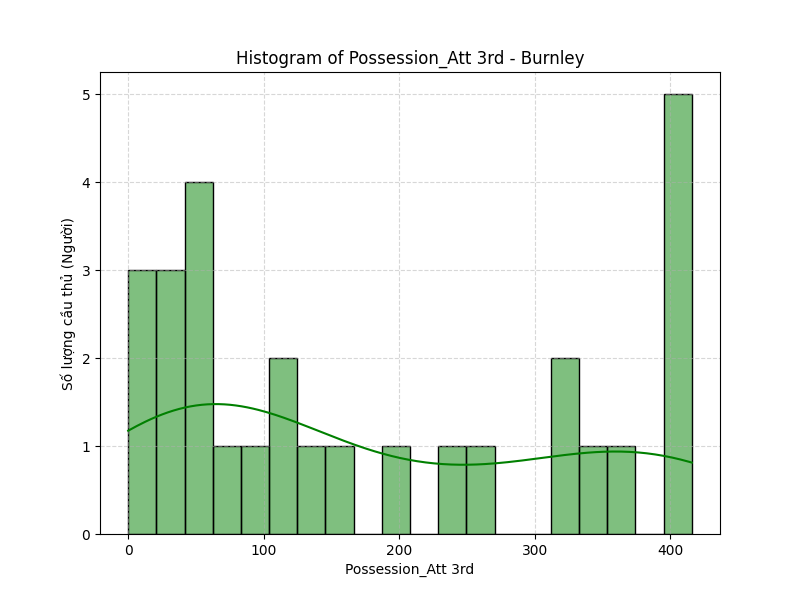 Histogram of Possession_Att 3rd - Burnley
5
4
3
2
1
0
Số lượng cầu thủ (Người)
0 100 200 300 400
Possession_Att 3rd